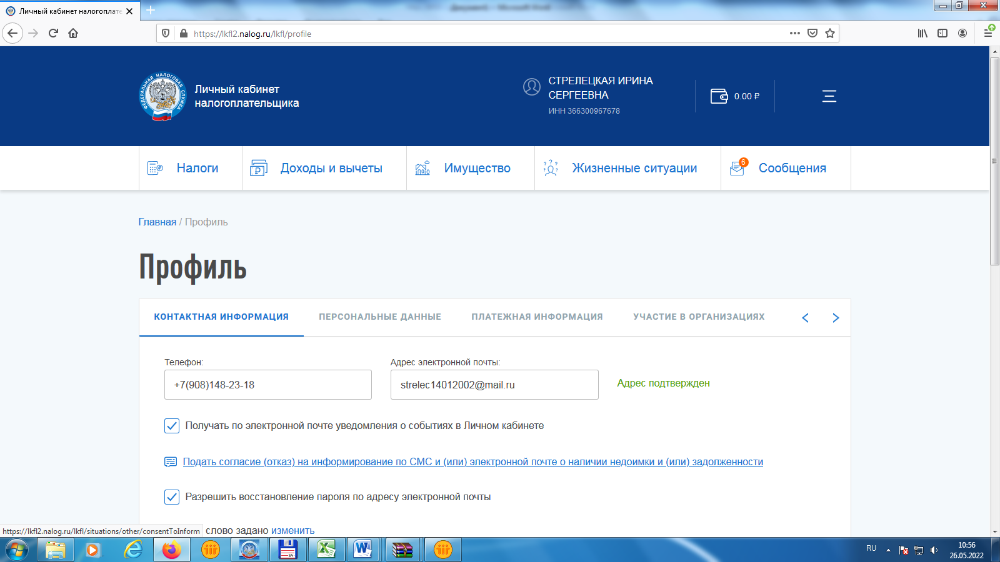 Личный кабинет налогоплате
https://lkfl2.nalog.ru/lkfl/profile
ФЕДЕРАЛЬНАЯ НАЛОГОВАЯ СЛУЖБА
Личный кабинет
налогоплательщика
СТРЕЛЕЦКАЯ ИРИНА
СЕРГЕЕВНА
ИНН 366300967678
0.00 ₽
Налоги
Доходы и вычеты
Имущество
Жизненные ситуации
6
Сообщения
Главная / Профиль
Профиль
КОНТАКТНАЯ ИНФОРМАЦИЯ
ПЕРСОНАЛЬНЫЕ ДАННЫЕ
ПЛАТЕЖНАЯ ИНФОРМАЦИЯ
УЧАСТИЕ В ОРГАНИЗАЦИЯХ
Телефон:
Адрес электронной почты:
+7(908)148-23-18
strelec14012002@mail.ru
Адрес подтвержден
Получать по электронной почте уведомления о событиях в Личном кабинете
Подать согласие (отказ) на информирование по СМС и (или) электронной почте о наличии недоимки и (или) задолженности
Разрешить восстановление пароля по адресу электронной почты
слово задано изменить
https://lkfl2.nalog.ru/lkfl/situations/other/consentToInform
64
RU
10:56
26.05.2022